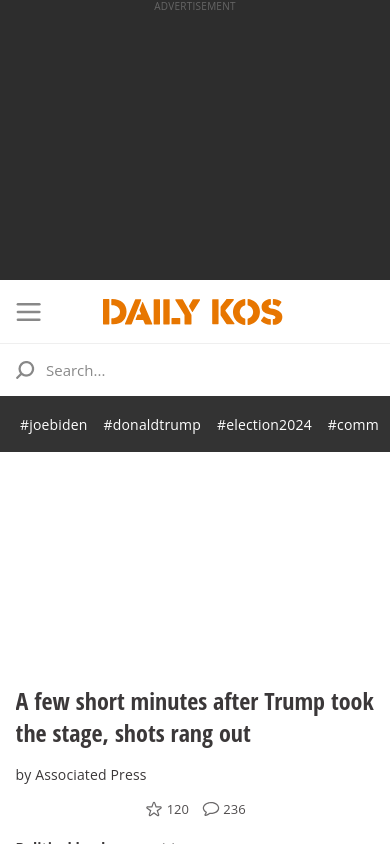 ADVERTISEMENT
DAILY KOS
Search...
#joebiden #donaldtrump #election2024 #comm
A few short minutes after Trump took
the stage, shots rang out
by Associated Press
120 236